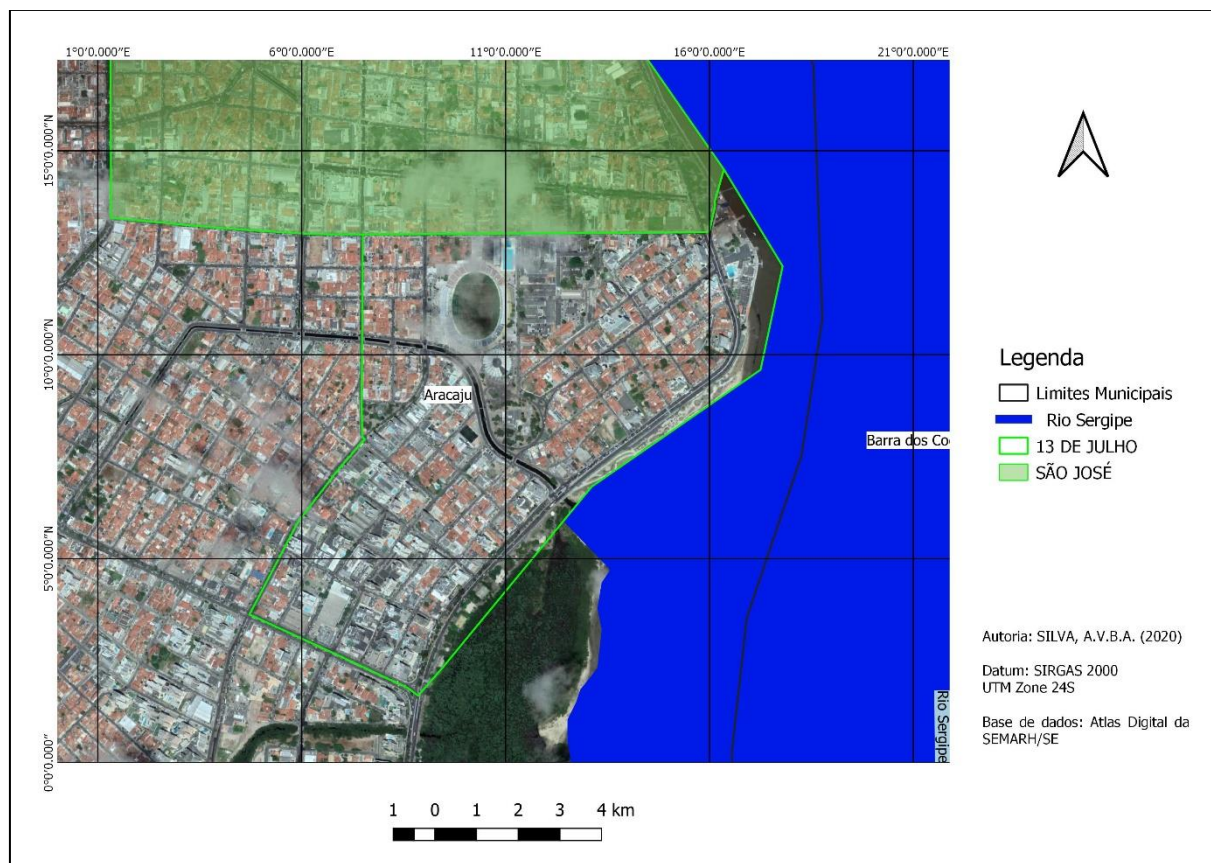 1°0'0.000″E 6°0'0.000″E 11°0'0.000″E 16°0'0.000″E 21°0'0.000″E
15°0'0.000″N
10°0'0.000″N
5°0'0.000″N
0°0'0.000″
Aracaju
Barra dos Co
Rio Sergipe
Legenda
Limites Municipais
Rio Sergipe
13 DE JULHO
SÃO JOSÉ
Autoria: SILVA, A.V.B.A. (2020)
Datum: SIRGAS 2000
UTM Zone 24S
Base de dados: Atlas Digital da
SEMARH/SE
1 0 1 2 3 4 km